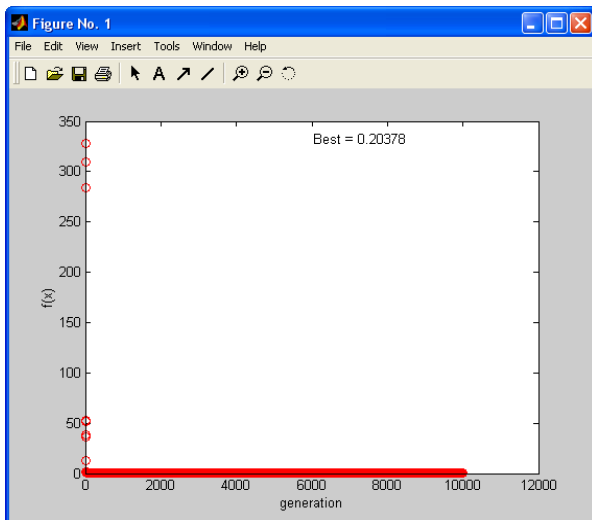 Figure No. 1
File Edit View Insert Tools Window Help
A
350
Best = 0.20378
300
250
200
f(x)
150
100
50
0
0 2000 4000 6000 8000 10000 12000
generation